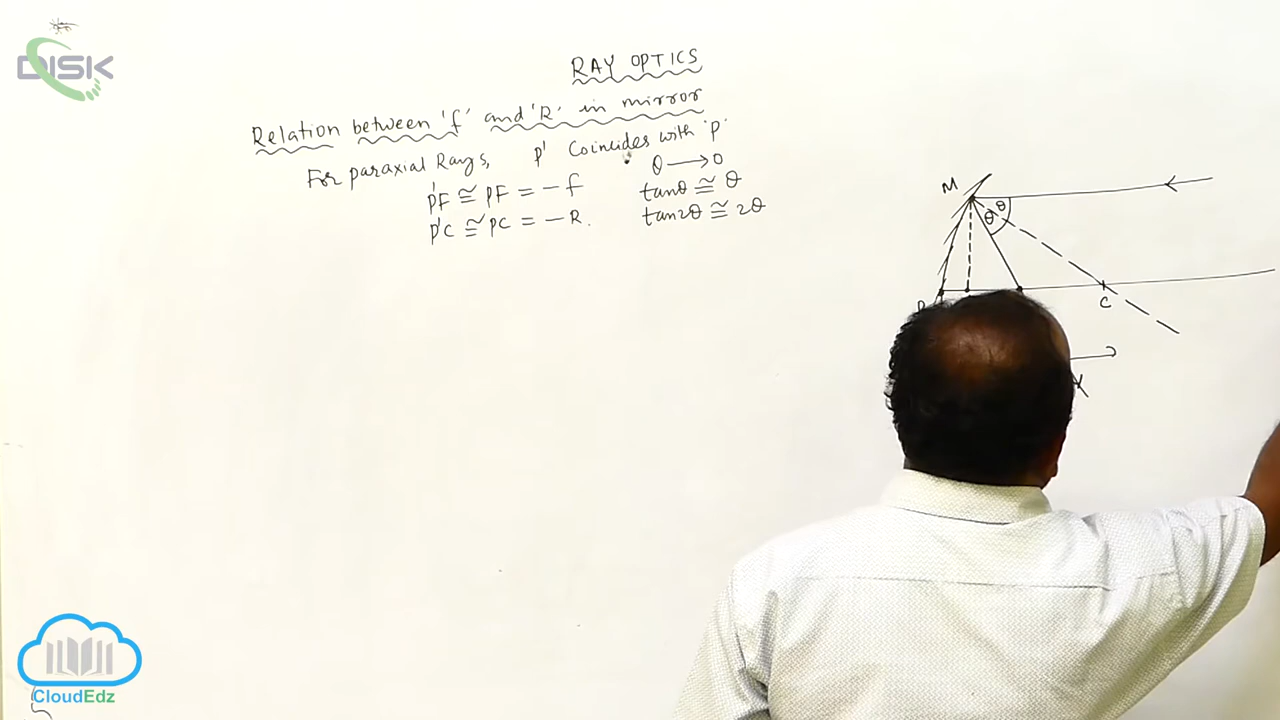 DISK
RAY OPTICS
Relation between 'f' and 'R' in mirror
For paraxial Rays, P' Coincides with 'P'
P'F ≅ PF = - f
θ → 0
P'C ≅ PC = - R.
tanθ ≅ θ
tan2θ ≅ 2θ
M
θ
θ
C
CloudEdz